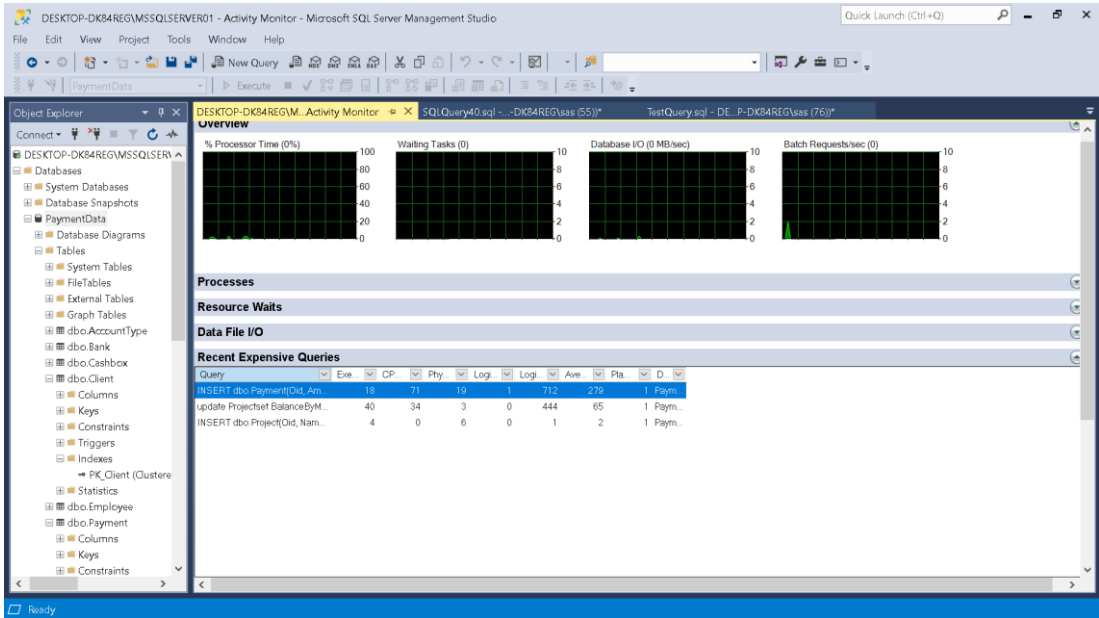 DESKTOP-DK84REG\MSSQLSERVER01 - Activity Monitor - Microsoft SQL Server Management Studio
Quick Launch (Ctrl+Q)
File Edit View Project Tools Window Help
New Query
PaymentData
Execute
Object Explorer
DESKTOP-DK84REG\M...Activity Monitor
SQLQuery40.sql -...-DK84REG\sas (55))*
TestQuery.sql - DE...P-DK84REG\sas (76))*
Connect
DESKTOP-DK84REG\MSSQLSER
Databases
System Databases
Database Snapshots
PaymentData
Database Diagrams
Tables
System Tables
FileTables
External Tables
Graph Tables
dbo.AccountType
dbo.Bank
dbo.Cashbox
dbo.Client
Columns
Keys
Constraints
Triggers
Indexes
PK_Client (Clustere
Statistics
dbo.Employee
dbo.Payment
Columns
Keys
Constraints
Overview
% Processor Time (0%)
100
80
60
40
20
0
Waiting Tasks (0)
10
8
6
4
2
0
Database I/O (0 MB/sec)
10
8
6
4
2
0
Batch Requests/sec (0)
10
8
6
4
2
0
Processes
Resource Waits
Data File I/O
Recent Expensive Queries
Query Exe... CP... Phy... Logi... Logi... Ave... Pla... D...
INSERT dbo.Payment(Oid, Am... 18 71 19 1 712 279 1 Paym...
update Projectset BalanceByM... 40 34 3 0 444 65 1 Paym...
INSERT dbo.Project(Oid, Nam... 4 0 6 0 1 2 1 Paym...
Ready